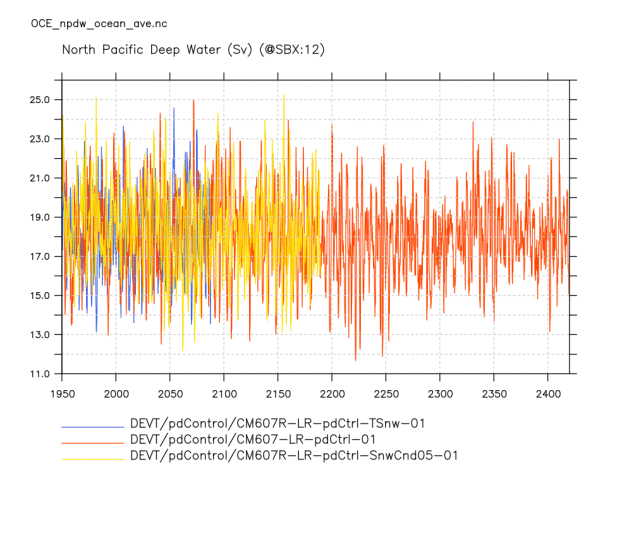 OCE_npdw_ocean_ave.nc
North Pacific Deep Water (Sv) (@SBX:12)
25.0
23.0
21.0
19.0
17.0
15.0
13.0
11.0
1950 2000 2050 2100 2150 2200 2250 2300 2350 2400
DEVT/pdControl/CM607R-LR-pdCtrl-TSnw-01
DEVT/pdControl/CM607-LR-pdCtrl-01
DEVT/pdControl/CM607R-LR-pdCtrl-SnwCnd05-01